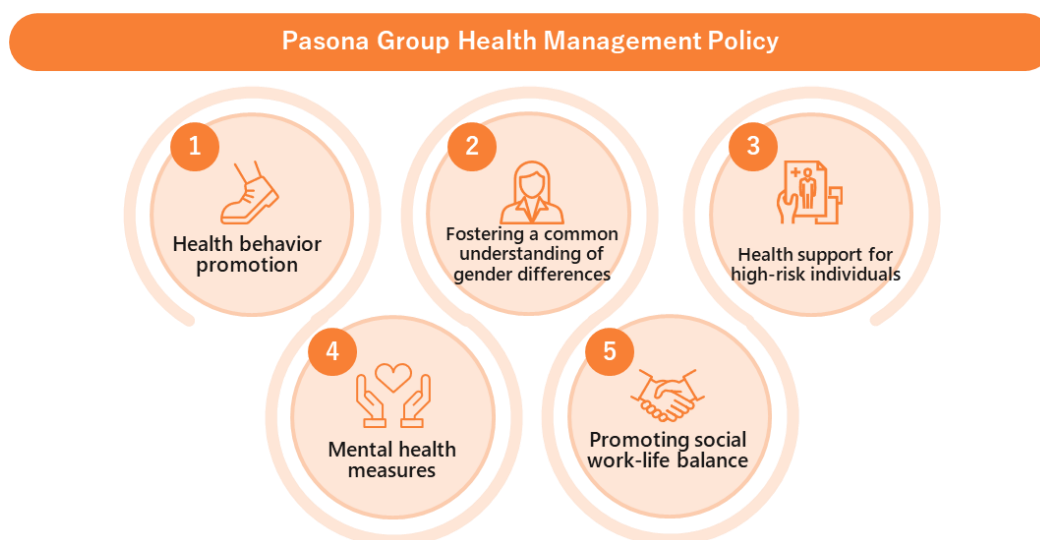 Pasona Group Health Management Policy
1
Health behavior
promotion
2
Fostering a common
understanding of
gender differences
3
Health support for
high-risk individuals
4
Mental health
measures
5
Promoting social
work-life balance